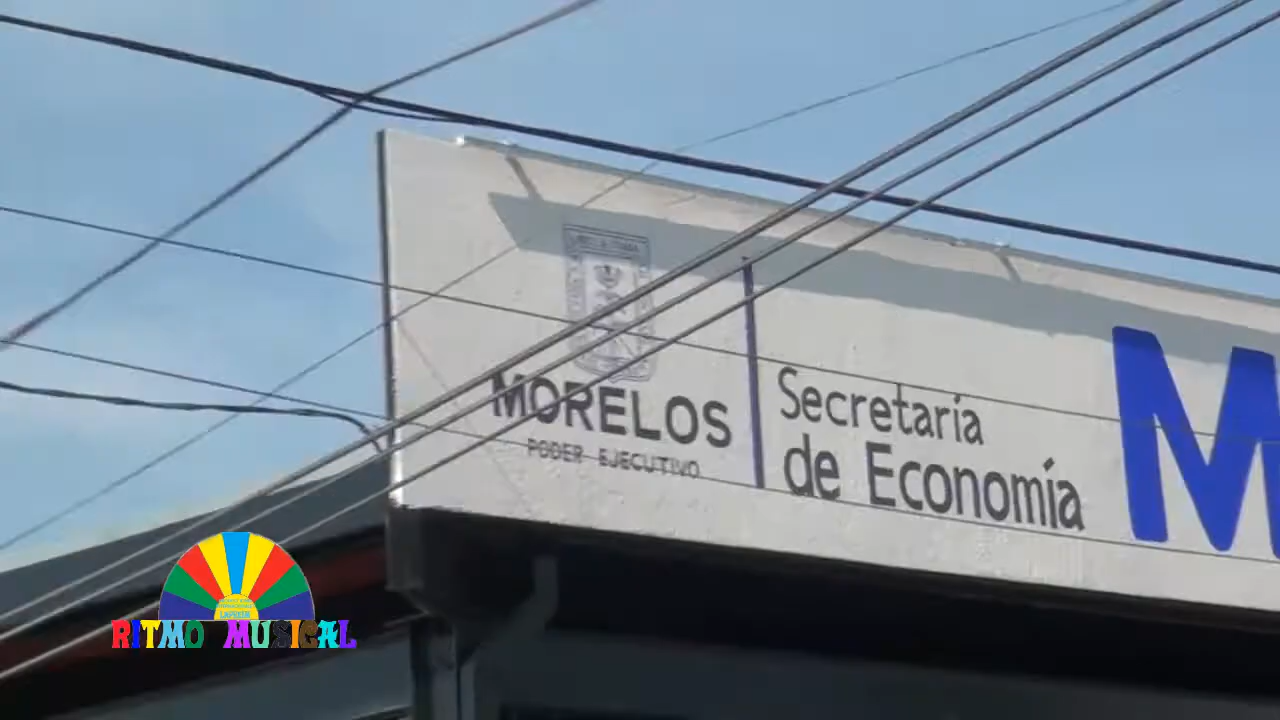 MORELOS
PODER EJECUTIVO
Secretaría
de Economía
M
RITMO MUSICAL